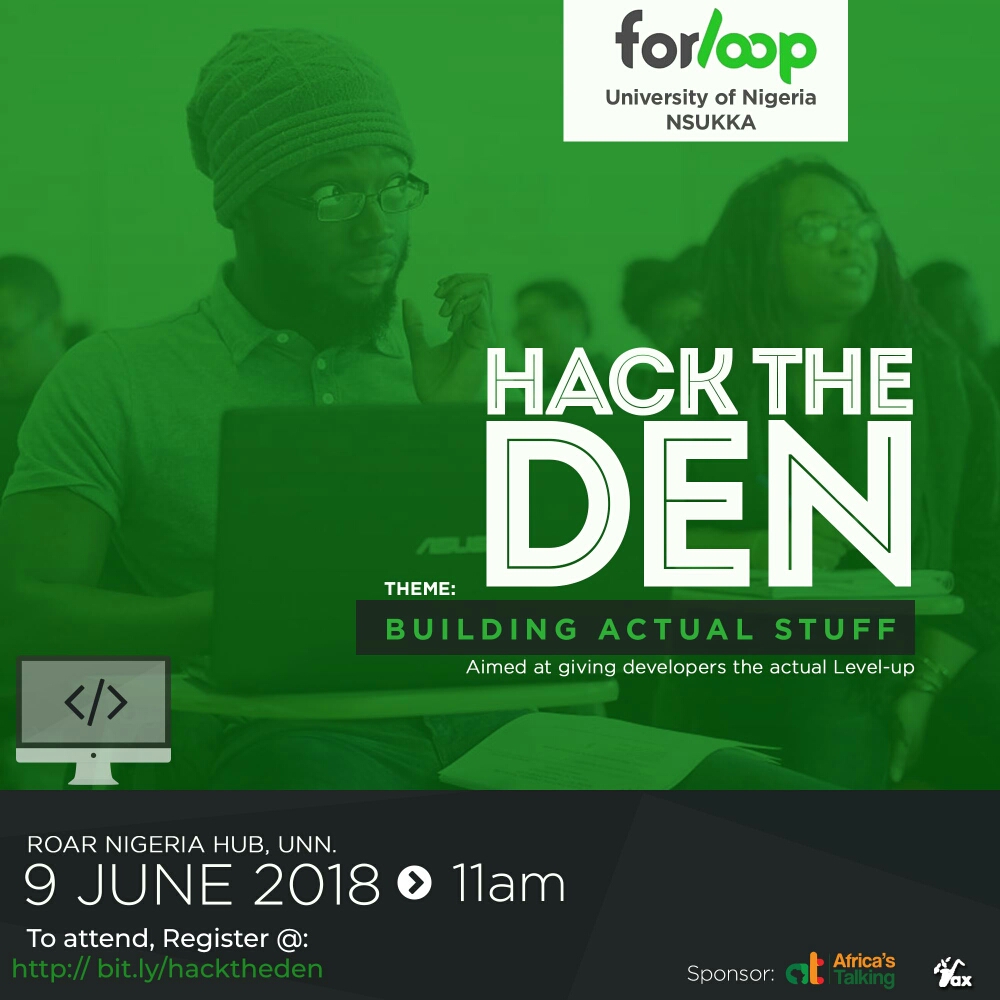 forloop
University of Nigeria
NSUKKA
HACK THE
DEN
ASUS
THEME:
BUILDING ACTUAL STUFF
Aimed at giving developers the actual Level-up
</>
ROAR NIGERIA HUB, UNN.
9 JUNE 2018 11am
To attend, Register @:
http:// bit.ly/hacktheden
Sponsor: at Africa's
Talking